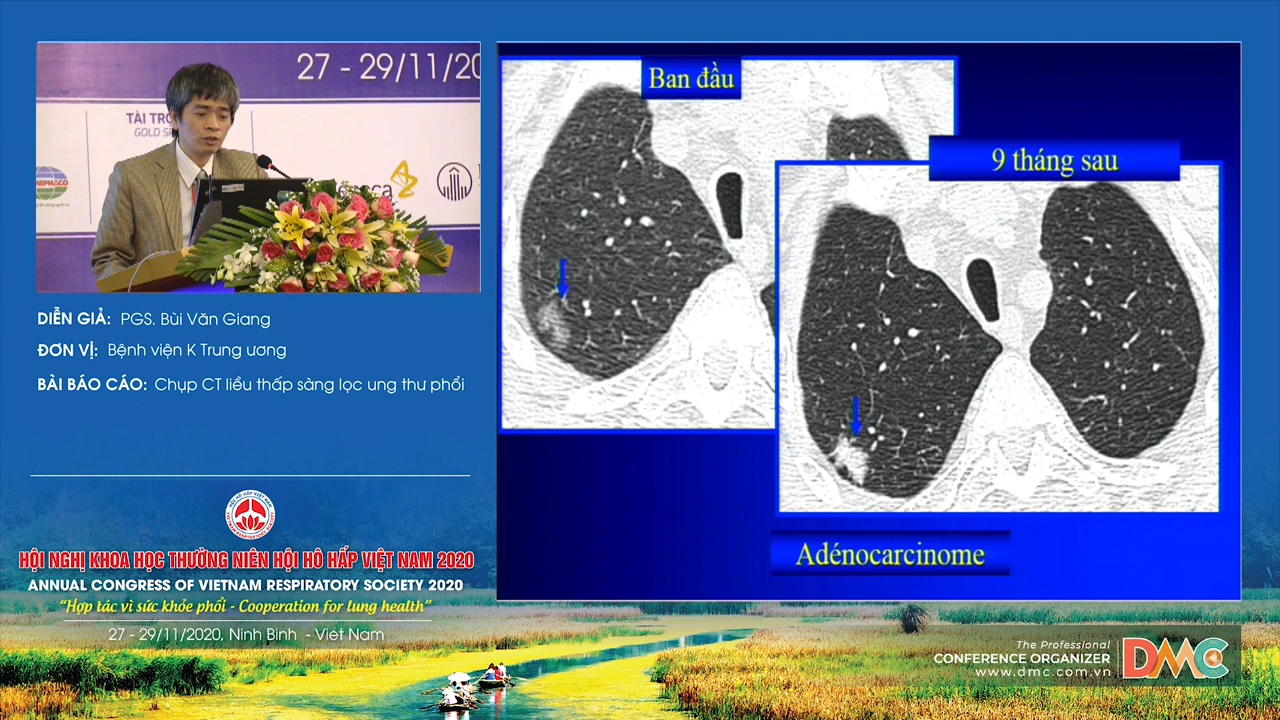 27 - 29/11/20
TÀI TRỢ
GOLD
DIỄN GIẢ: PGS. Bùi Văn Giang
ĐƠN VỊ: Bệnh viện K Trung ương
BÀI BÁO CÁO: Chụp CT liều thấp sàng lọc ung thư phổi
HỘI NGHỊ KHOA HỌC THƯỜNG NIÊN HỘI HÔ HẤP VIỆT NAM 2020
ANNUAL CONGRESS OF VIETNAM RESPIRATORY SOCIETY 2020
“Hợp tác vì sức khỏe phổi - Cooperation for lung health”
27 - 29/11/2020, Ninh Bình - Việt Nam
Ban đầu
9 tháng sau
Adénocarcinome
The Professional
CONFERENCE ORGANIZER
www.dmc.com.vn
DMC